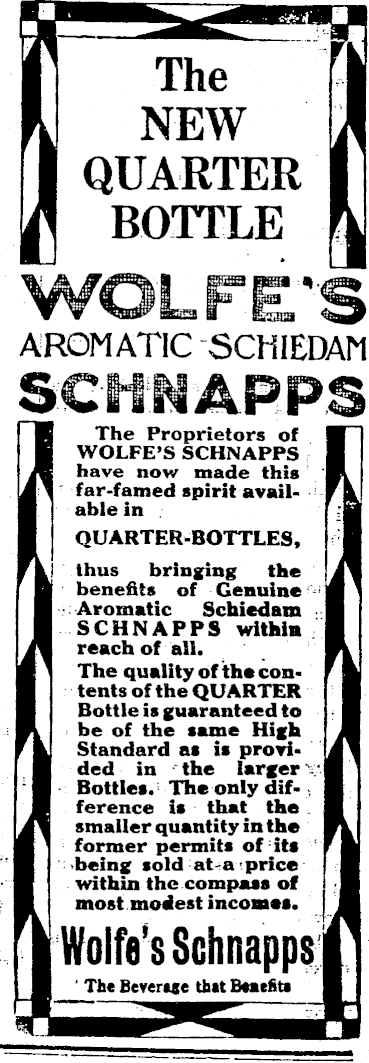 The
NEW
QUARTER
BOTTLE
WOLFE'S
AROMATIC SCHIEDAM
SCHNAPPS
The Proprietors of
WOLFE'S SCHNAPPS
have now made this
far-famed spirit avail-
able in
QUARTER-BOTTLES,
thus bringing the
benefits of Genuine
Aromatic Schiedam
SCHNAPPS within
reach of all.
The quality of the con-
tents of the QUARTER
Bottle is guaranteed to
be of the same High
Standard as is provi-
ded in the larger
Bottles. The only dif-
ference is that the
smaller quantity in the
former permits of its
being sold at a price
within the compass of
most modest incomes.
Wolfe's Schnapps
The Beverage that Benefits